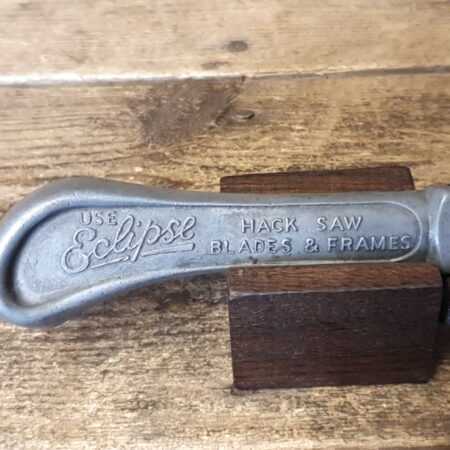 USE
Eclipse
HACK SAW
BLADES & FRAMES